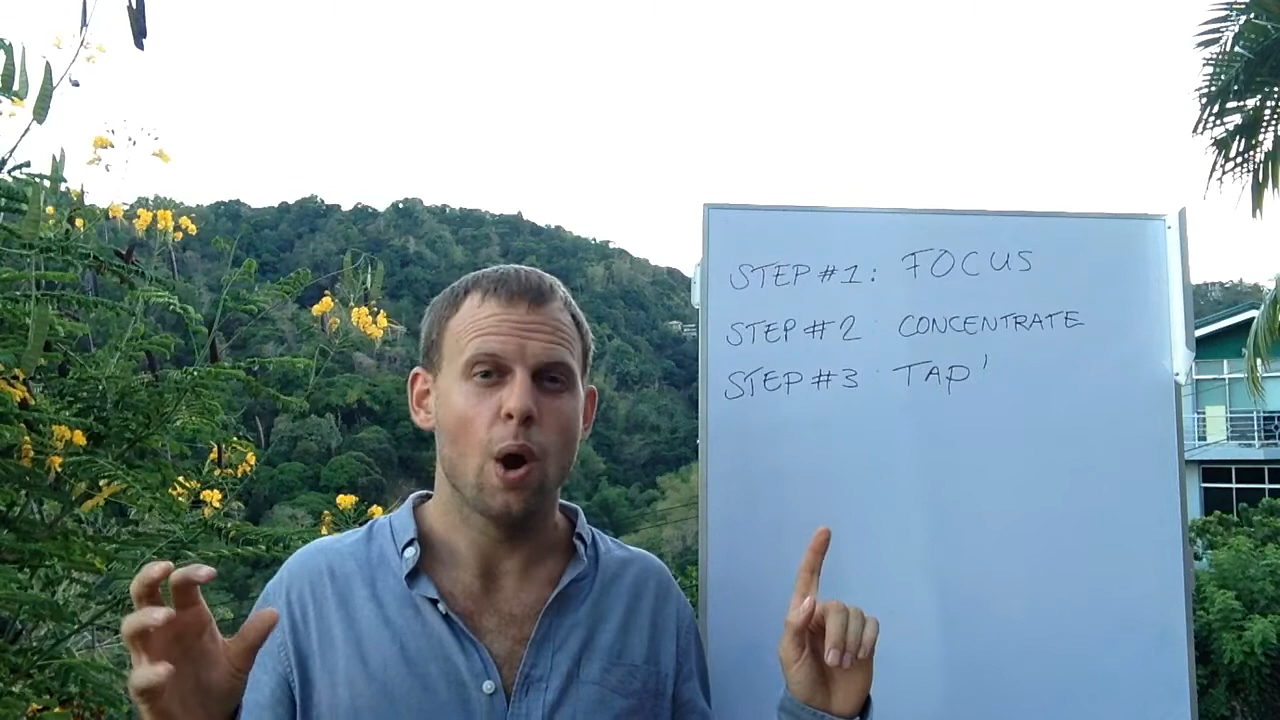 STEP #1: FOCUS
STEP #2: CONCENTRATE
STEP #3: TAP'